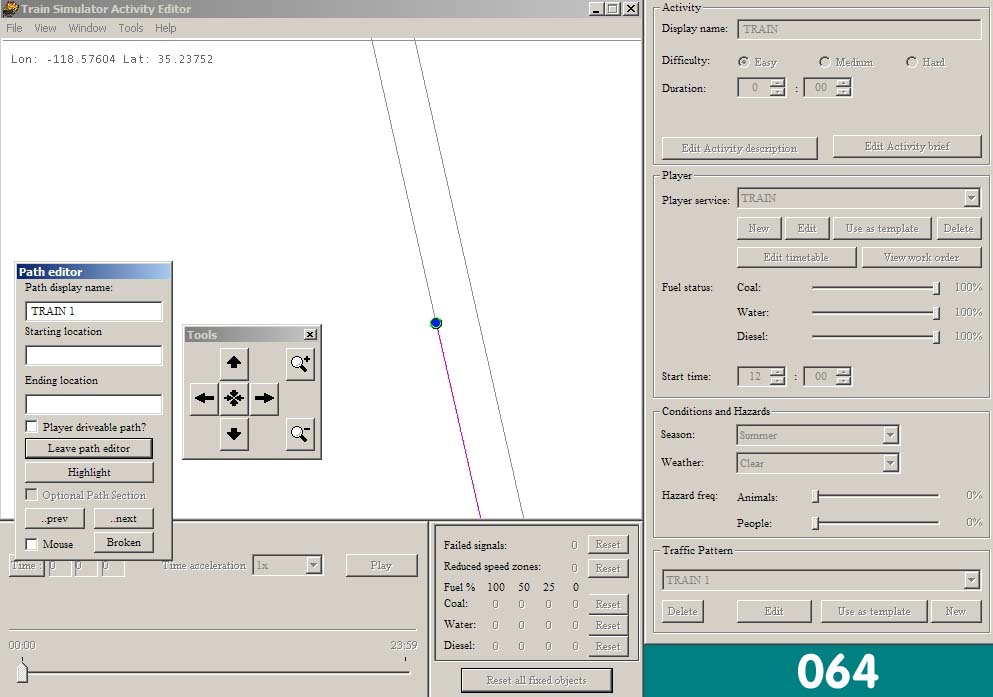 Train Simulator Activity Editor
File View Window Tools Help
Lon: -118.57604 Lat: 35.23752
Path editor
Path display name:
TRAIN 1
Starting location
Ending location
Player driveable path?
Leave path editor
Highlight
Optional Path Section
..prev ..next
Mouse Broken
Tools
Time : 0 0 0 Time acceleration 1x Play
00:00 23:59
Failed signals: 0 Reset
Reduced speed zones: 0 Reset
Fuel % 100 50 25 0
Coal: 0 0 0 0 Reset
Water: 0 0 0 0 Reset
Diesel: 0 0 0 0 Reset
Reset all fixed objects
Activity
Display name: TRAIN
Difficulty: Easy Medium Hard
Duration: 0 : 00
Edit Activity description Edit Activity brief
Player
Player service: TRAIN
New Edit Use as template Delete
Edit timetable View work order
Fuel status: Coal: 100%
Water: 100%
Diesel: 100%
Start time: 12 : 00
Conditions and Hazards
Season: Summer
Weather: Clear
Hazard freq: Animals: 0%
People: 0%
Traffic Pattern
TRAIN 1
Delete Edit Use as template New
064